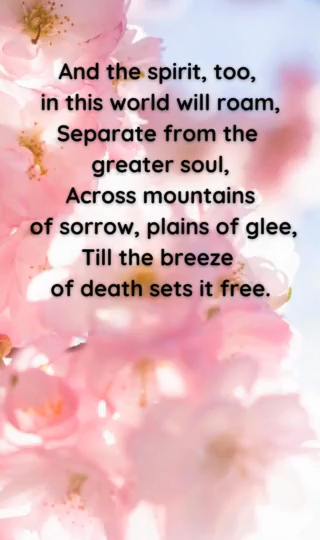 And the spirit, too,
in this world will roam,
Separate from the
greater soul,
Across mountains
of sorrow, plains of glee,
Till the breeze
of death sets it free.